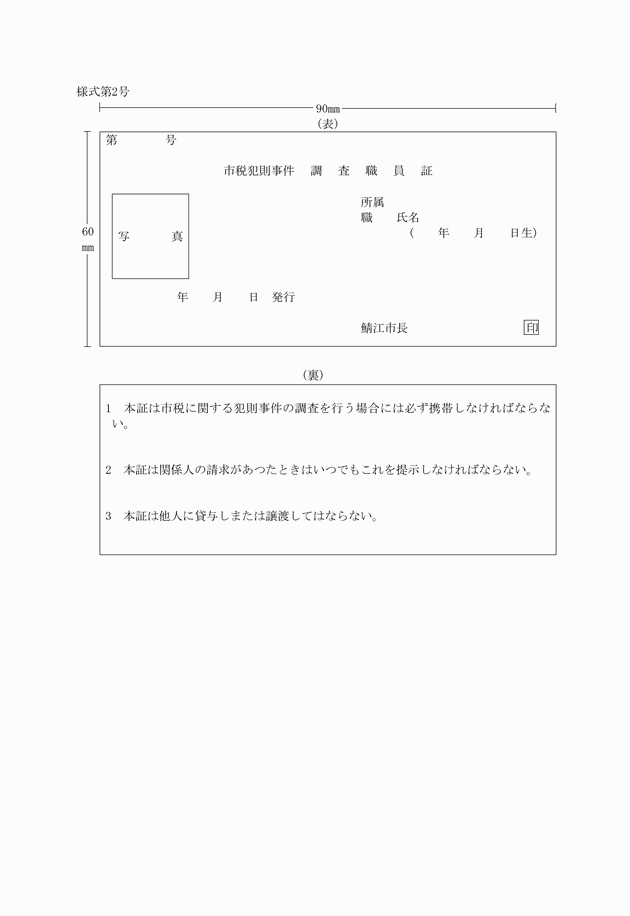 様式第2号
90mm
（表）
60
mm
第　　　　号
市税犯則事件　調　査　職　員　証
所属
職　　氏名
(　　年　　月　　日生)
写　　　真
年　　月　　日　発行
鯖江市長　　　　　　　　　　印
（裏）
1　本証は市税に関する犯則事件の調査を行う場合には必ず携帯しなければならな
い。
2　本証は関係人の請求があつたときはいつでもこれを提示しなければならない。
3　本証は他人に貸与しまたは譲渡してはならない。